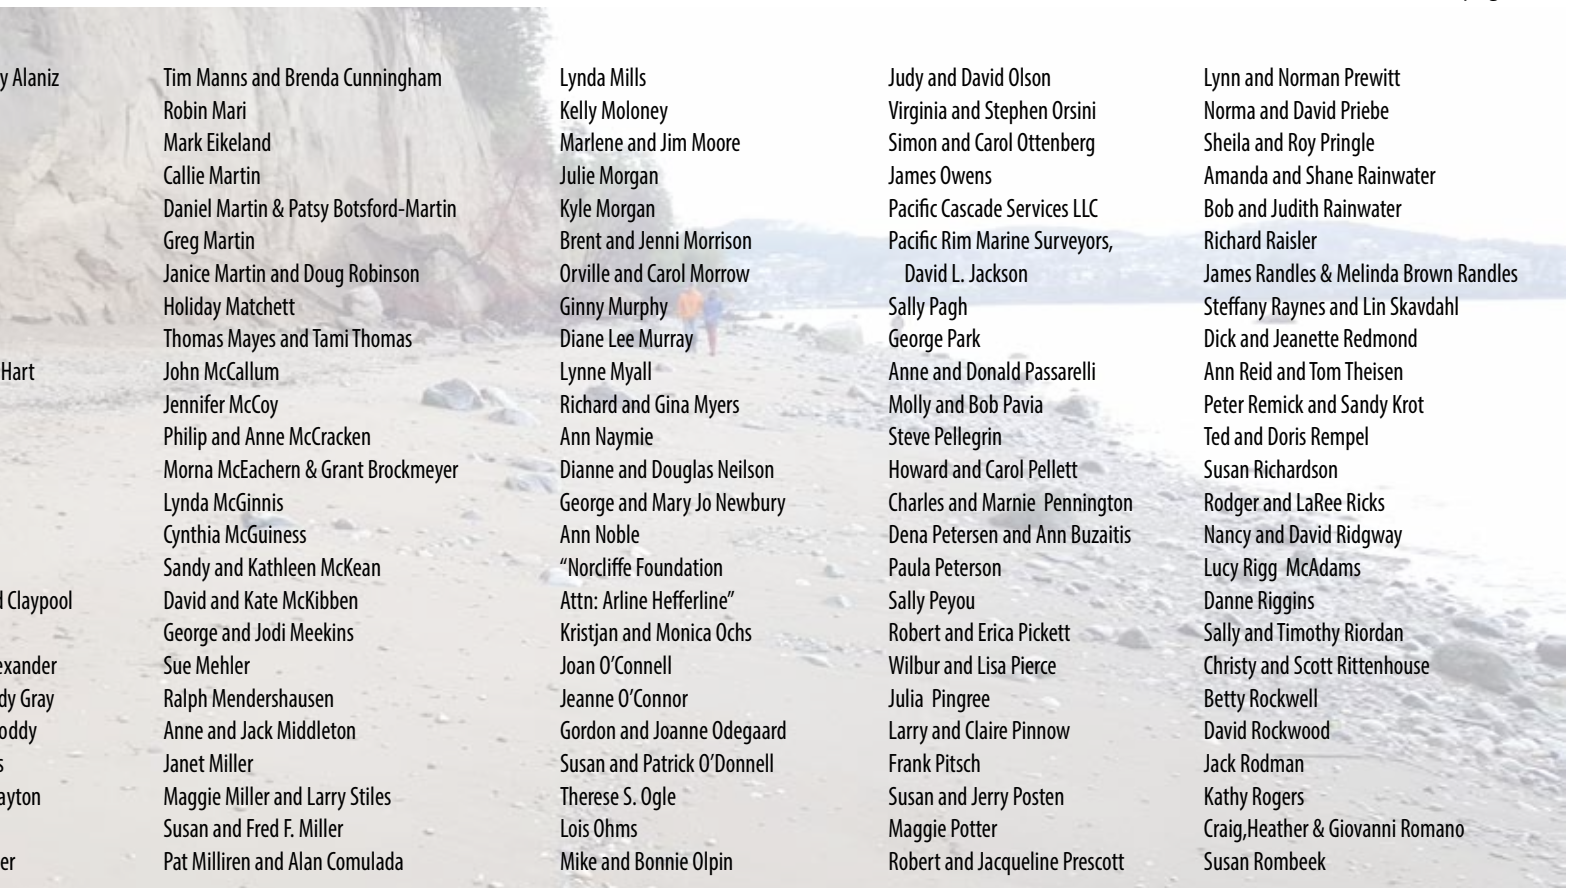 y Alaniz
Hart
d Claypool
exander
dy Gray
oddy
s
ayton
er
Tim Manns and Brenda Cunningham
Robin Mari
Mark Eikeland
Callie Martin
Daniel Martin & Patsy Botsford-Martin
Greg Martin
Janice Martin and Doug Robinson
Holiday Matchett
Thomas Mayes and Tami Thomas
John McCallum
Jennifer McCoy
Philip and Anne McCracken
Morna McEachern & Grant Brockmeyer
Lynda McGinnis
Cynthia McGuiness
Sandy and Kathleen McKean
David and Kate McKibben
George and Jodi Meekins
Sue Mehler
Ralph Mendershausen
Anne and Jack Middleton
Janet Miller
Maggie Miller and Larry Stiles
Susan and Fred F. Miller
Pat Milliren and Alan Comulada
Lynda Mills
Kelly Moloney
Marlene and Jim Moore
Julie Morgan
Kyle Morgan
Brent and Jenni Morrison
Orville and Carol Morrow
Ginny Murphy
Diane Lee Murray
Lynne Myall
Richard and Gina Myers
Ann Naymie
Dianne and Douglas Neilson
George and Mary Jo Newbury
Ann Noble
“Norcliffe Foundation
Attn: Arline Hefferline”
Kristjan and Monica Ochs
Joan O’Connell
Jeanne O’Connor
Gordon and Joanne Odegaard
Susan and Patrick O’Donnell
Therese S. Ogle
Lois Ohms
Mike and Bonnie Olpin
Judy and David Olson
Virginia and Stephen Orsini
Simon and Carol Ottenberg
James Owens
Pacific Cascade Services LLC
Pacific Rim Marine Surveyors,
David L. Jackson
Sally Pagh
George Park
Anne and Donald Passarelli
Molly and Bob Pavia
Steve Pellegrin
Howard and Carol Pellett
Charles and Marnie  Pennington
Dena Petersen and Ann Buzaitis
Paula Peterson
Sally Peyou
Robert and Erica Pickett
Wilbur and Lisa Pierce
Julia  Pingree
Larry and Claire Pinnow
Frank Pitsch
Susan and Jerry Posten
Maggie Potter
Robert and Jacqueline Prescott
Lynn and Norman Prewitt
Norma and David Priebe
Sheila and Roy Pringle
Amanda and Shane Rainwater
Bob and Judith Rainwater
Richard Raisler
James Randles & Melinda Brown Randles
Steffany Raynes and Lin Skavdahl
Dick and Jeanette Redmond
Ann Reid and Tom Theisen
Peter Remick and Sandy Krot
Ted and Doris Rempel
Susan Richardson
Rodger and LaRee Ricks
Nancy and David Ridgway
Lucy Rigg  McAdams
Danne Riggins
Sally and Timothy Riordan
Christy and Scott Rittenhouse
Betty Rockwell
David Rockwood
Jack Rodman
Kathy Rogers
Craig,Heather & Giovanni Romano
Susan Rombeek